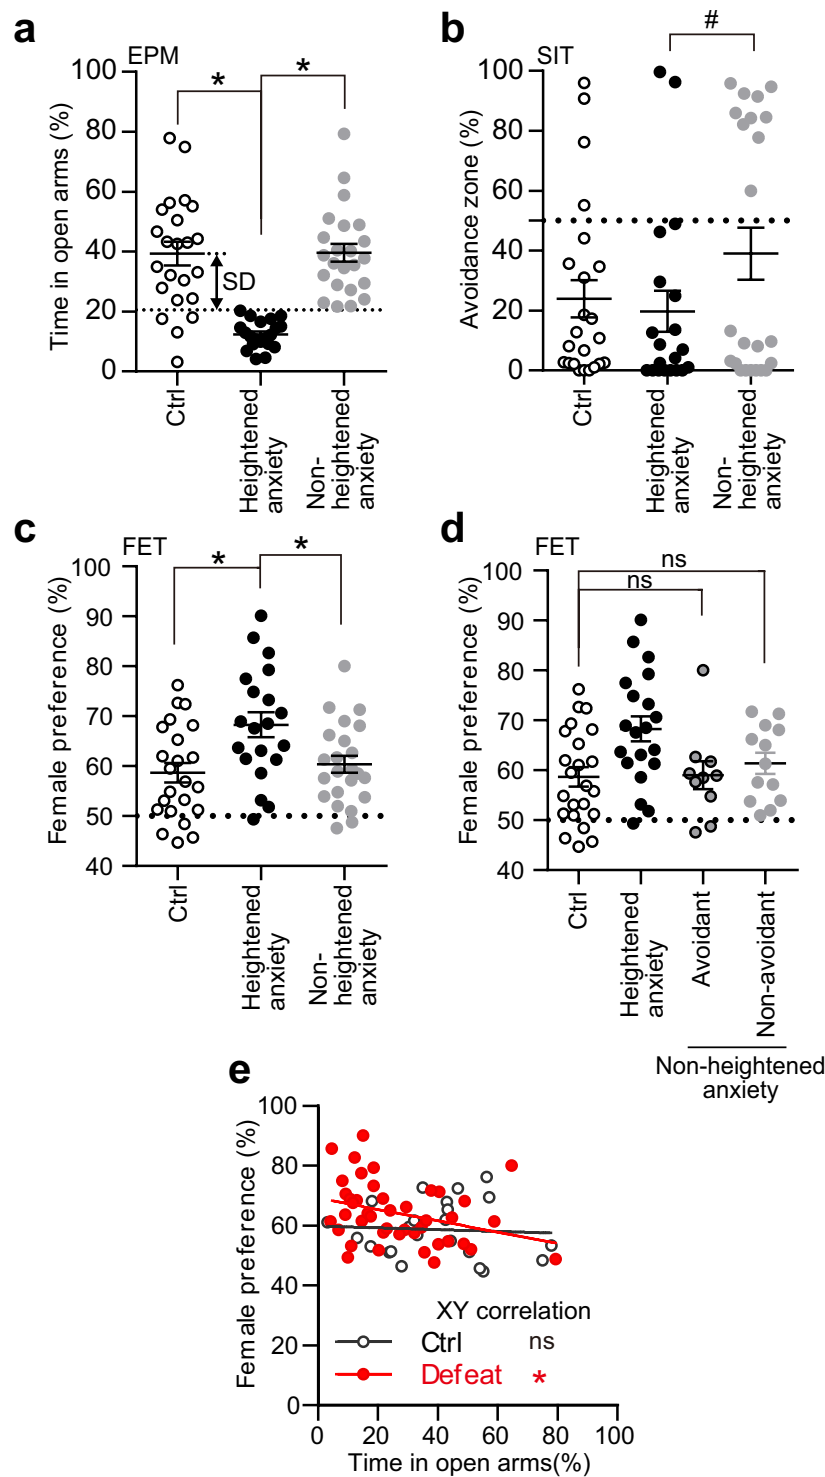 a
EPM
100
80
60
40
20
0
Time in open arms (%)
*
*
SD
Ctrl
Heightened
anxiety
Non-
heightened
anxiety
b
SIT
#
100
80
60
40
20
0
Avoidance zone (%)
Ctrl
Heightened
anxiety
Non-
heightened
anxiety
c
FET
*
*
100
90
80
70
60
50
40
Female preference (%)
Ctrl
Heightened
anxiety
Non-
heightened
anxiety
d
FET
ns
ns
100
90
80
70
60
50
40
Female preference (%)
Ctrl
Heightened
anxiety
Avoidant
Non-avoidant
Non-heightened
anxiety
e
100
80
60
40
20
0
Female preference (%)
XY correlation
Ctrl ns
Defeat *
0 20 40 60 80 100
Time in open arms(%)